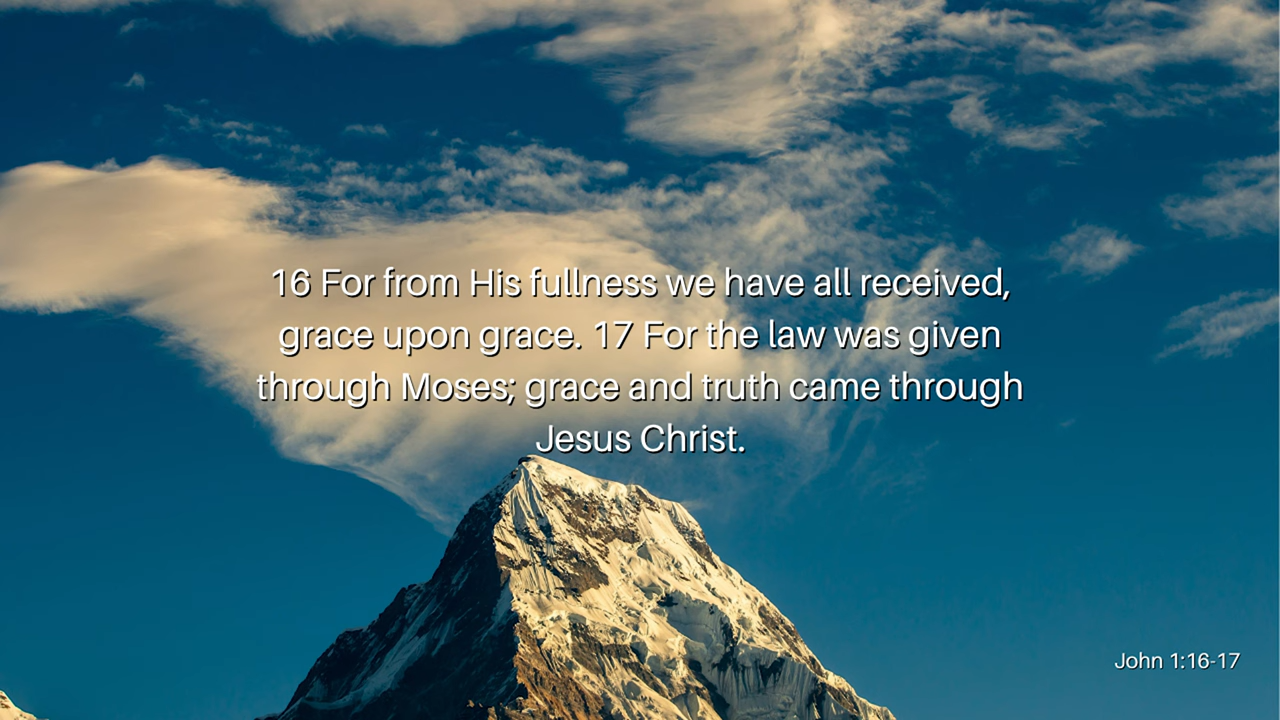 16 For from His fullness we have all received,
grace upon grace. 17 For the law was given
through Moses; grace and truth came through
Jesus Christ.
John 1:16-17